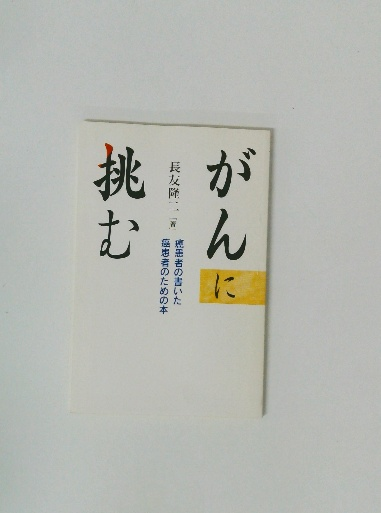 がんに
挑む
長友隆二[著]
癌患者の書いた
癌患者のための本